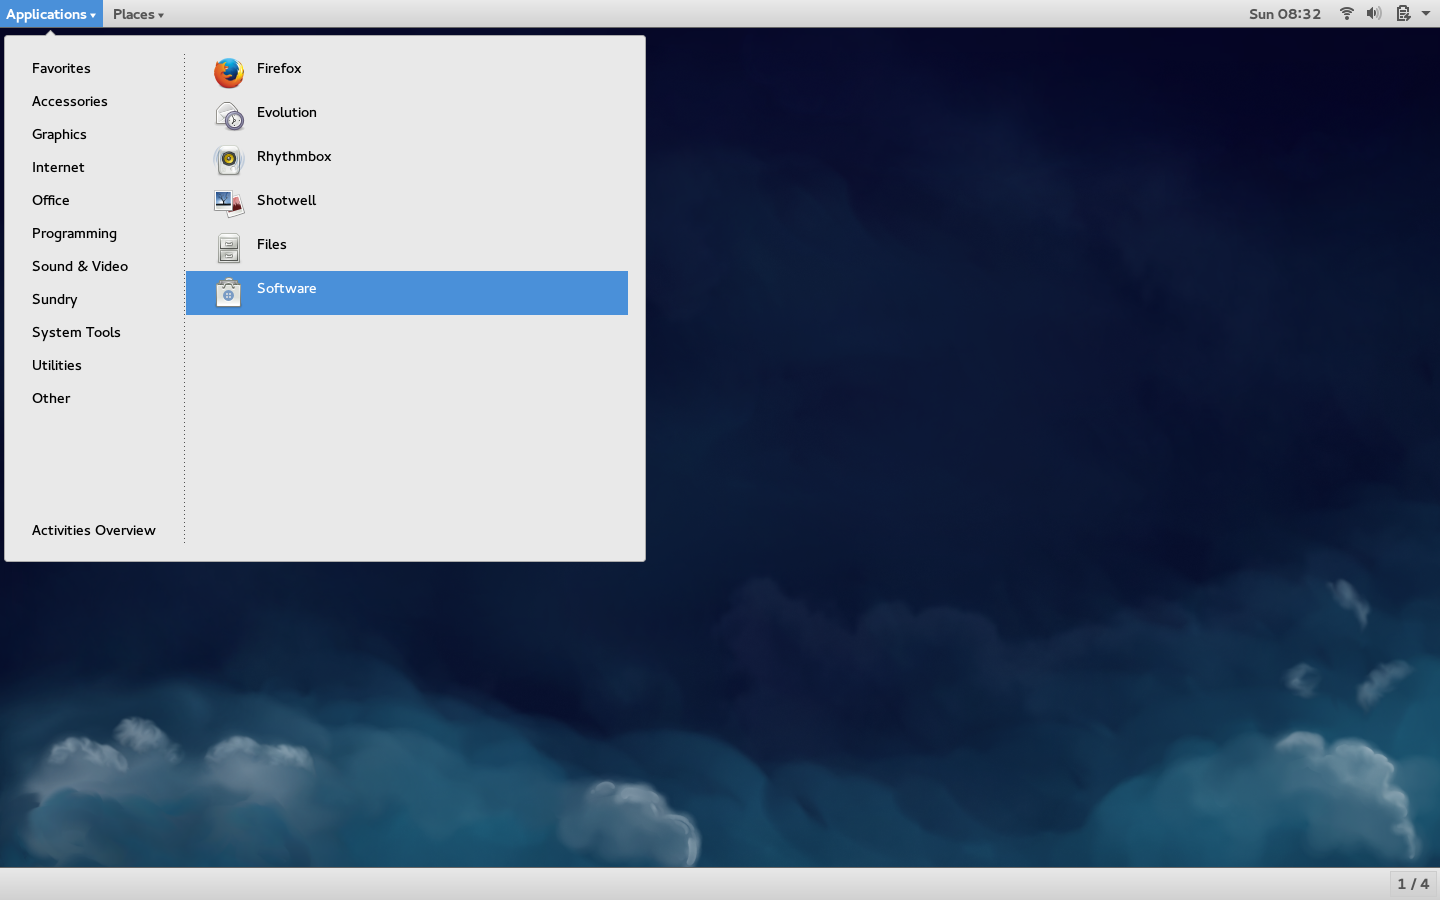 Applications ▾ Places ▾ Sun 08:32
Favorites
Accessories
Graphics
Internet
Office
Programming
Sound & Video
Sundry
System Tools
Utilities
Other
Activities Overview
Firefox
Evolution
Rhythmbox
Shotwell
Files
Software
1 / 4